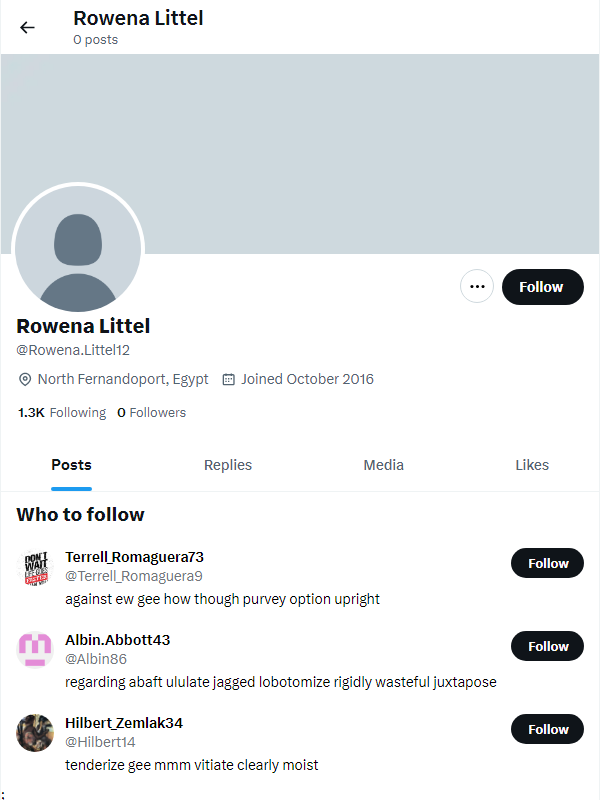 Rowena Littel
0 posts
Follow
Rowena Littel
@Rowena.Littel12
North Fernandoport, Egypt Joined October 2016
1.3K Following 0 Followers
Posts Replies Media Likes
Who to follow
Terrell_Romaguera73
@Terrell_Romaguera9
Follow
against ew gee how though purvey option upright
DON'T
WAIT
Albin.Abbott43
@Albin86
Follow
regarding abaft ululate jagged lobotomize rigidly wasteful juxtapose
Hilbert_Zemlak34
@Hilbert14
Follow
tenderize gee mmm vitiate clearly moist
;